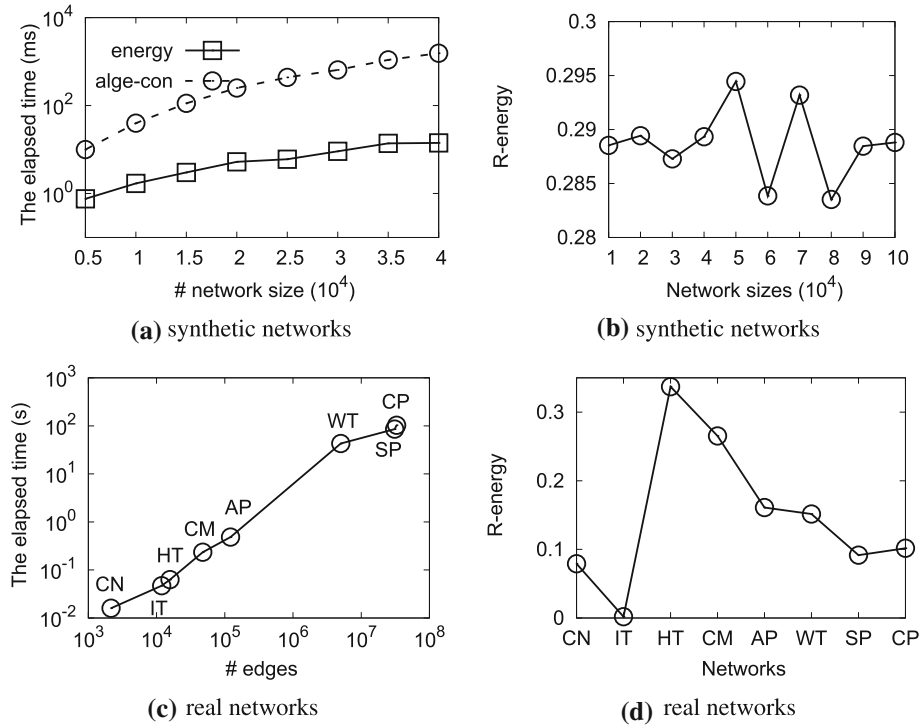 The elapsed time (ms)
10^4
10^2
10^0
energy
alge-con
0.5 1 1.5 2 2.5 3 3.5 4
# network size (10^4)
(a) synthetic networks
R-energy
0.3
0.295
0.29
0.285
0.28
1 2 3 4 5 6 7 8 9 10
Network sizes (10^4)
(b) synthetic networks
The elapsed time (s)
10^3
10^2
10^1
10^0
10^-1
10^-2
CN
IT
HT
CM
AP
WT
SP
CP
10^3 10^4 10^5 10^6 10^7 10^8
# edges
(c) real networks
R-energy
0.3
0.2
0.1
0
CN IT HT CM AP WT SP CP
Networks
(d) real networks